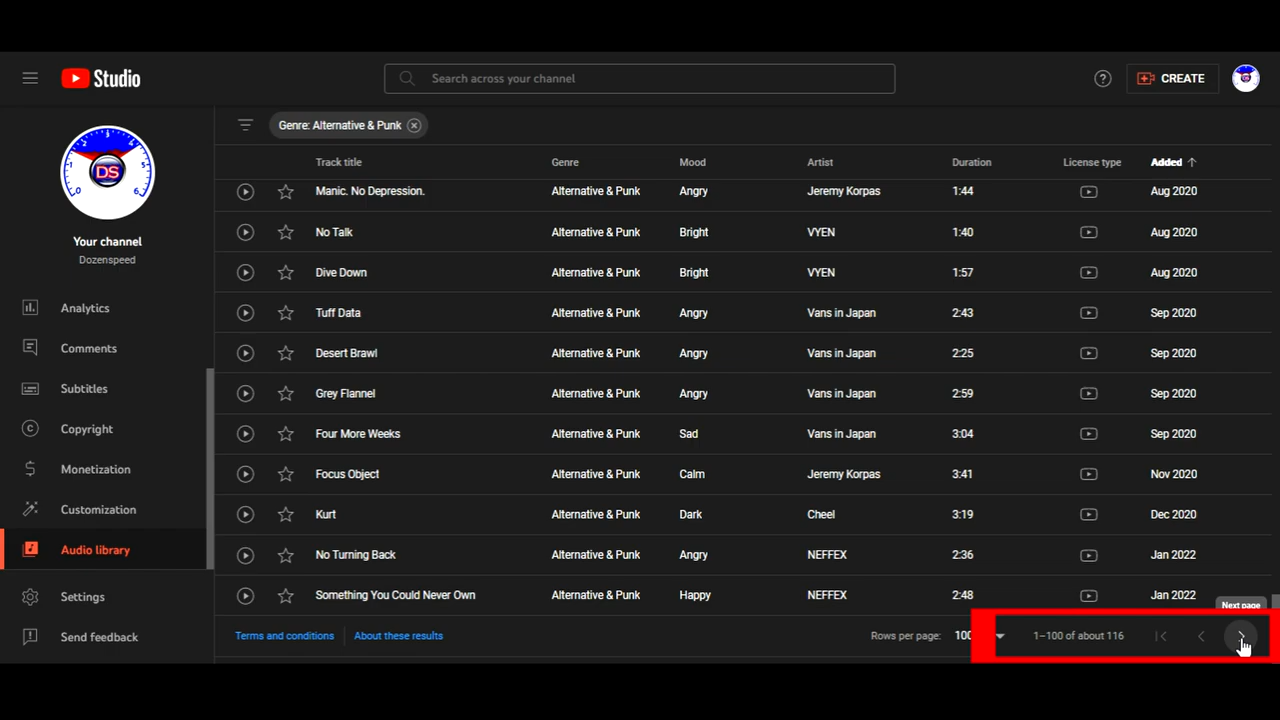 Studio
Search across your channel
?
CREATE
DS
0 1 2 3 4 5 6
Your channel
Dozenspeed
Analytics
Comments
Subtitles
Copyright
Monetization
Customization
Audio library
Settings
Send feedback
Genre: Alternative & Punk
Track title Genre Mood Artist Duration License type Added
Manic. No Depression. Alternative & Punk Angry Jeremy Korpas 1:44 Aug 2020
No Talk Alternative & Punk Bright VYEN 1:40 Aug 2020
Dive Down Alternative & Punk Bright VYEN 1:57 Aug 2020
Tuff Data Alternative & Punk Angry Vans in Japan 2:43 Sep 2020
Desert Brawl Alternative & Punk Angry Vans in Japan 2:25 Sep 2020
Grey Flannel Alternative & Punk Angry Vans in Japan 2:59 Sep 2020
Four More Weeks Alternative & Punk Sad Vans in Japan 3:04 Sep 2020
Focus Object Alternative & Punk Calm Jeremy Korpas 3:41 Nov 2020
Kurt Alternative & Punk Dark Cheel 3:19 Dec 2020
No Turning Back Alternative & Punk Angry NEFFEX 2:36 Jan 2022
Something You Could Never Own Alternative & Punk Happy NEFFEX 2:48 Jan 2022
Next page
Terms and conditions About these results Rows per page: 100 1–100 of about 116